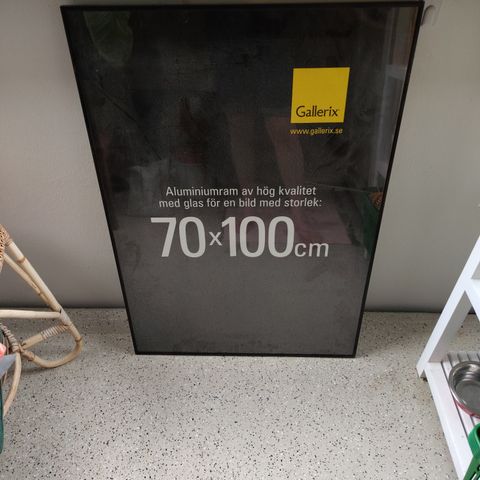 Gallerix
www.gallerix.se
Aluminiumram av hög kvalitet
med glas för en bild med storlek:
70x100cm